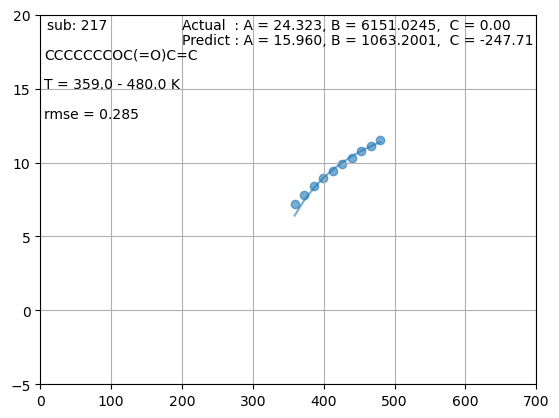 sub: 217
Actual : A = 24.323, B = 6151.0245, C = 0.00
Predict : A = 15.960, B = 1063.2001, C = -247.71
CCCCCCCOC(=O)C=C
T = 359.0 - 480.0 K
rmse = 0.285
20
15
10
5
0
−5
0 100 200 300 400 500 600 700